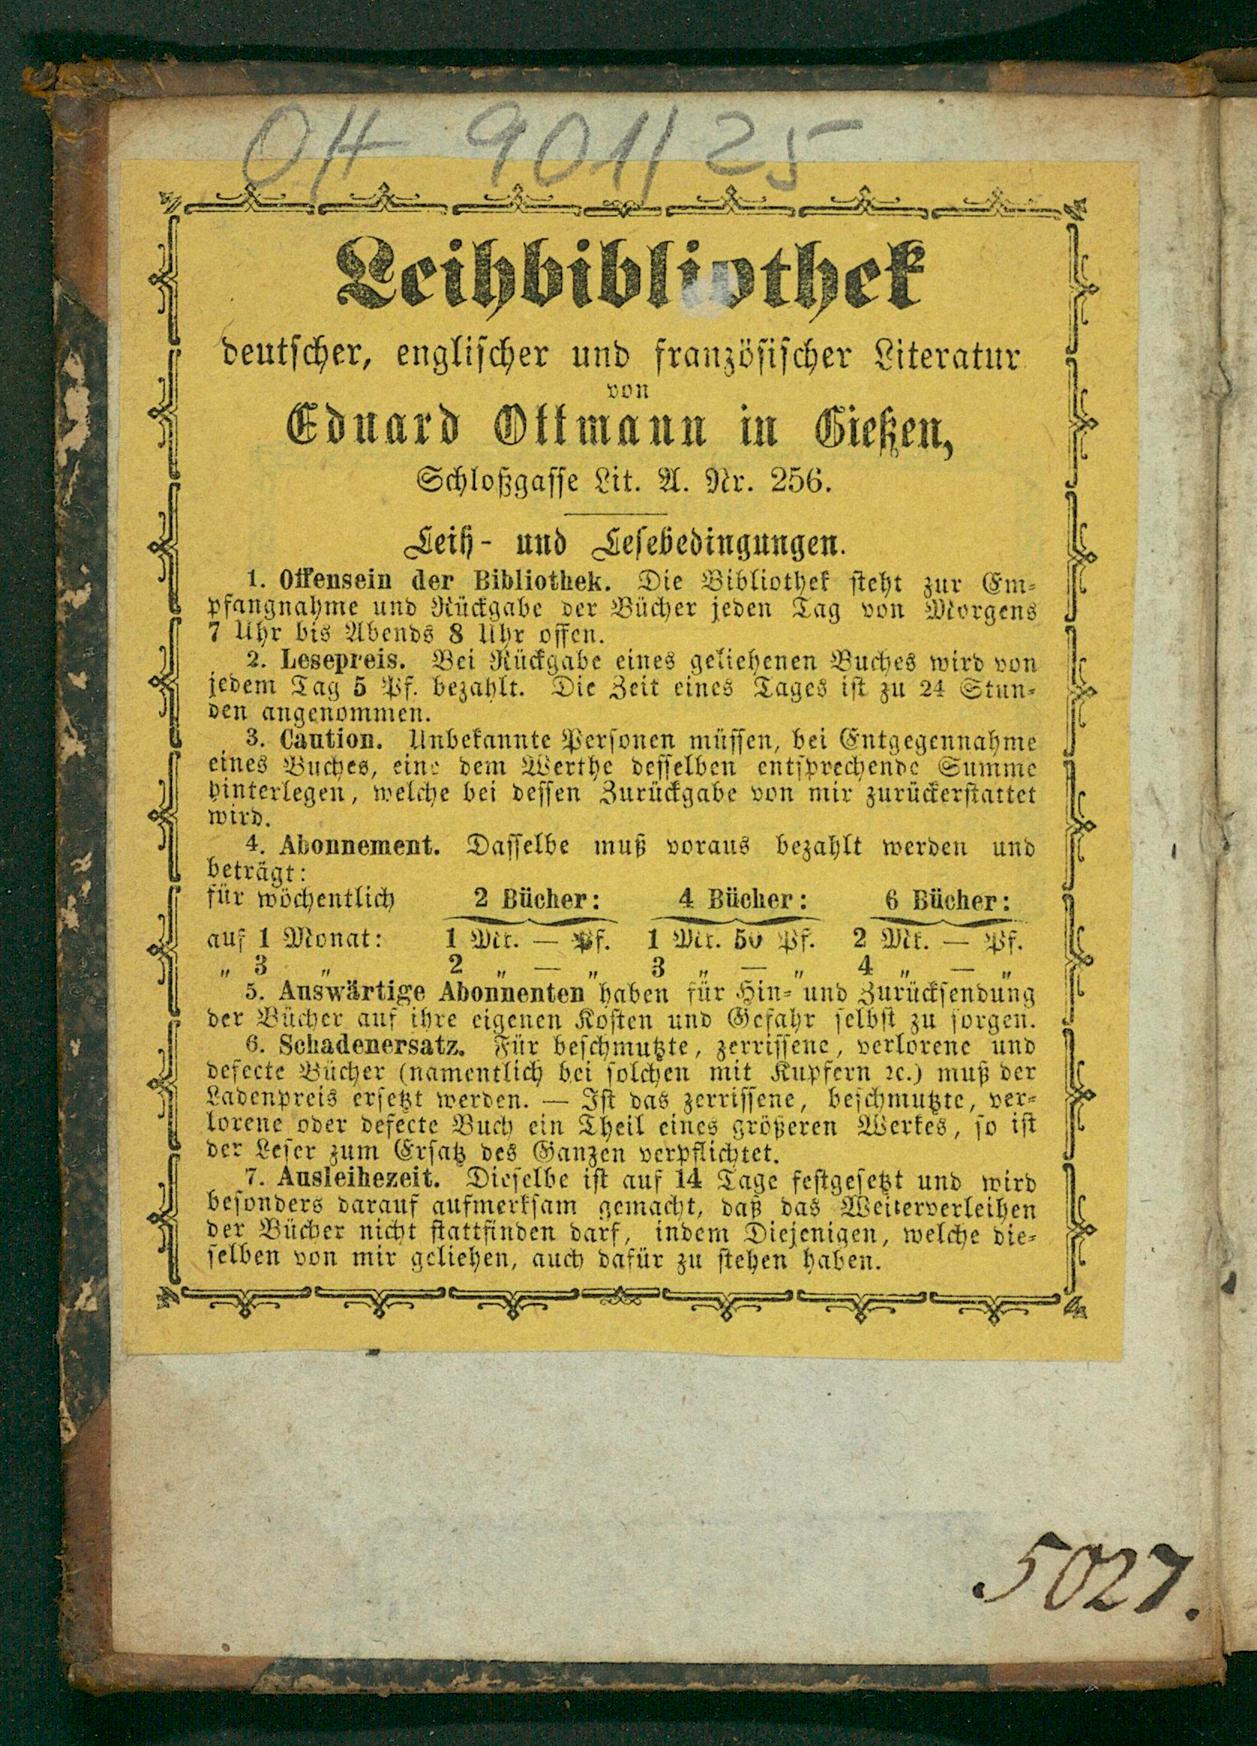 Ott 901/25
Leihbibliothek
deutscher, englischer und französischer Literatur
von
Eduard Ottmann in Gießen,
Schloßgasse Lit. A. Nr. 256.
Leih- und Lesebedingungen.
1. Offensein der Bibliothek. Die Bibliothek steht zur Em-
pfangnahme und Rückgabe der Bücher jeden Tag von Morgens
7 Uhr bis Abends 8 Uhr offen.
2. Lesepreis. Bei Rückgabe eines geliehenen Buches wird von
jedem Tag 5 Pf. bezahlt. Die Zeit eines Tages ist zu 24 Stun-
den angenommen.
3. Caution. Unbekannte Personen müssen, bei Entgegennahme
eines Buches, eine dem Werthe desselben entsprechende Summe
hinterlegen, welche bei dessen Zurückgabe von mir zurückerstattet
wird.
4. Abonnement. Dasselbe muß voraus bezahlt werden und
beträgt:
für wöchentlich 2 Bücher: 4 Bücher: 6 Bücher:
auf 1 Monat: 1 Mk. — Pf. 1 Mk. 50 Pf. 2 Mk. — Pf.
„ 3 „ 2 „ — „ 3 „ — „ 4 „ — „
5. Auswärtige Abonnenten haben für Hin- und Zurücksendung
der Bücher auf ihre eigenen Kosten und Gefahr selbst zu sorgen.
6. Schadenersatz. Für beschmutzte, zerrissene, verlorene und
defecte Bücher (namentlich bei solchen mit Kupfern ꝛc.) muß der
Ladenpreis ersetzt werden. — Ist das zerrissene, beschmutzte, ver-
lorene oder defecte Buch ein Theil eines größeren Werkes, so ist
der Leser zum Ersatz des Ganzen verpflichtet.
7. Ausleihezeit. Dieselbe ist auf 14 Tage festgesetzt und wird
besonders darauf aufmerksam gemacht, daß das Weiterverleihen
der Bücher nicht stattfinden darf, indem Diejenigen, welche die-
selben von mir geliehen, auch dafür zu stehen haben.
5027.